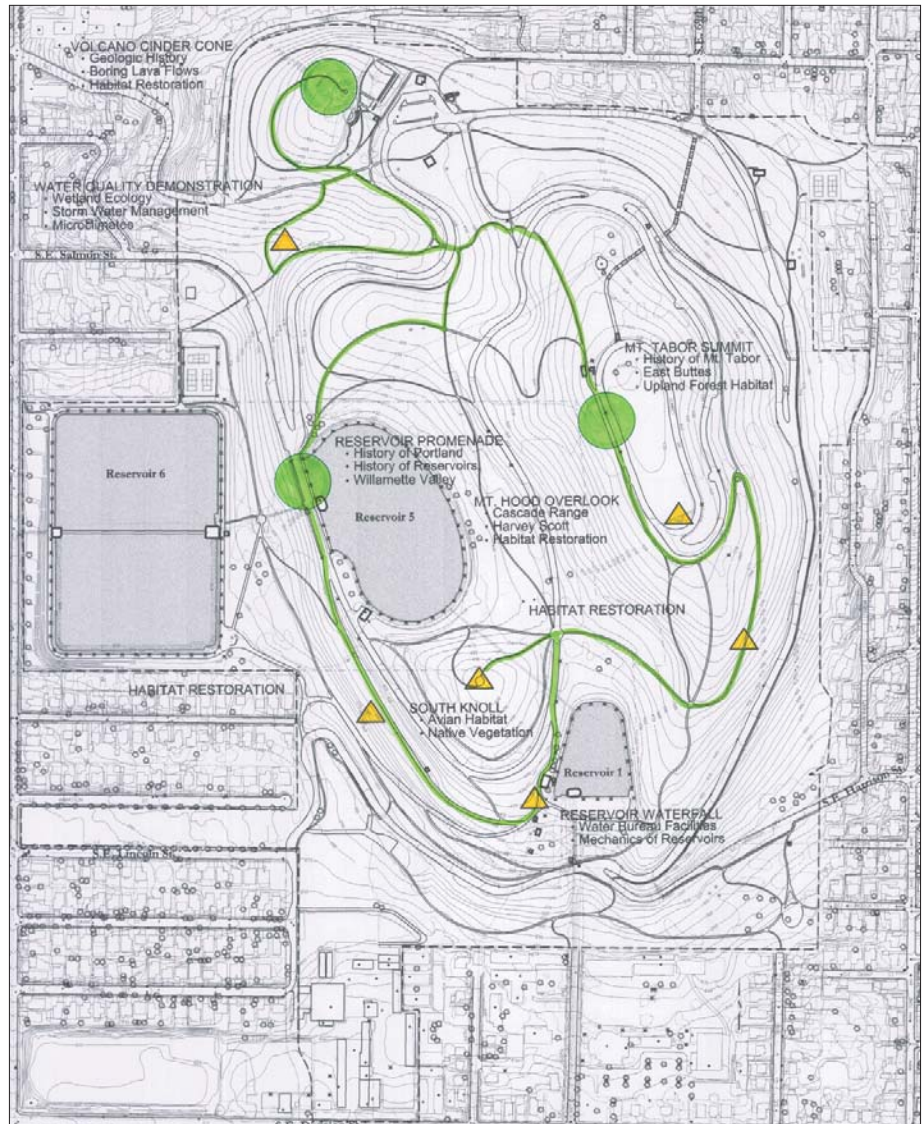 VOLCANO CINDER CONE
• Geologic History
• Boring Lava Flows
• Habitat Restoration
WATER QUALITY DEMONSTRATION
• Wetland Ecology
• Storm Water Management
• Microclimates
S.E. Salmon St.
MT. TABOR SUMMIT
• History of Mt. Tabor
• East Buttes
• Upland Forest Habitat
RESERVOIR PROMENADE
• History of Portland
• History of Reservoirs
• Willamette Valley
Reservoir 6
Reservoir 5
MT. HOOD OVERLOOK
• Cascade Range
• Harvey Scott
• Habitat Restoration
HABITAT RESTORATION
HABITAT RESTORATION
SOUTH KNOLL
• Avian Habitat
• Native Vegetation
Reservoir 1
S.E. Harrison St.
RESERVOIR WATERFALL
• Water Bureau Facilities
• Mechanics of Reservoirs
S.E. Lincoln St.